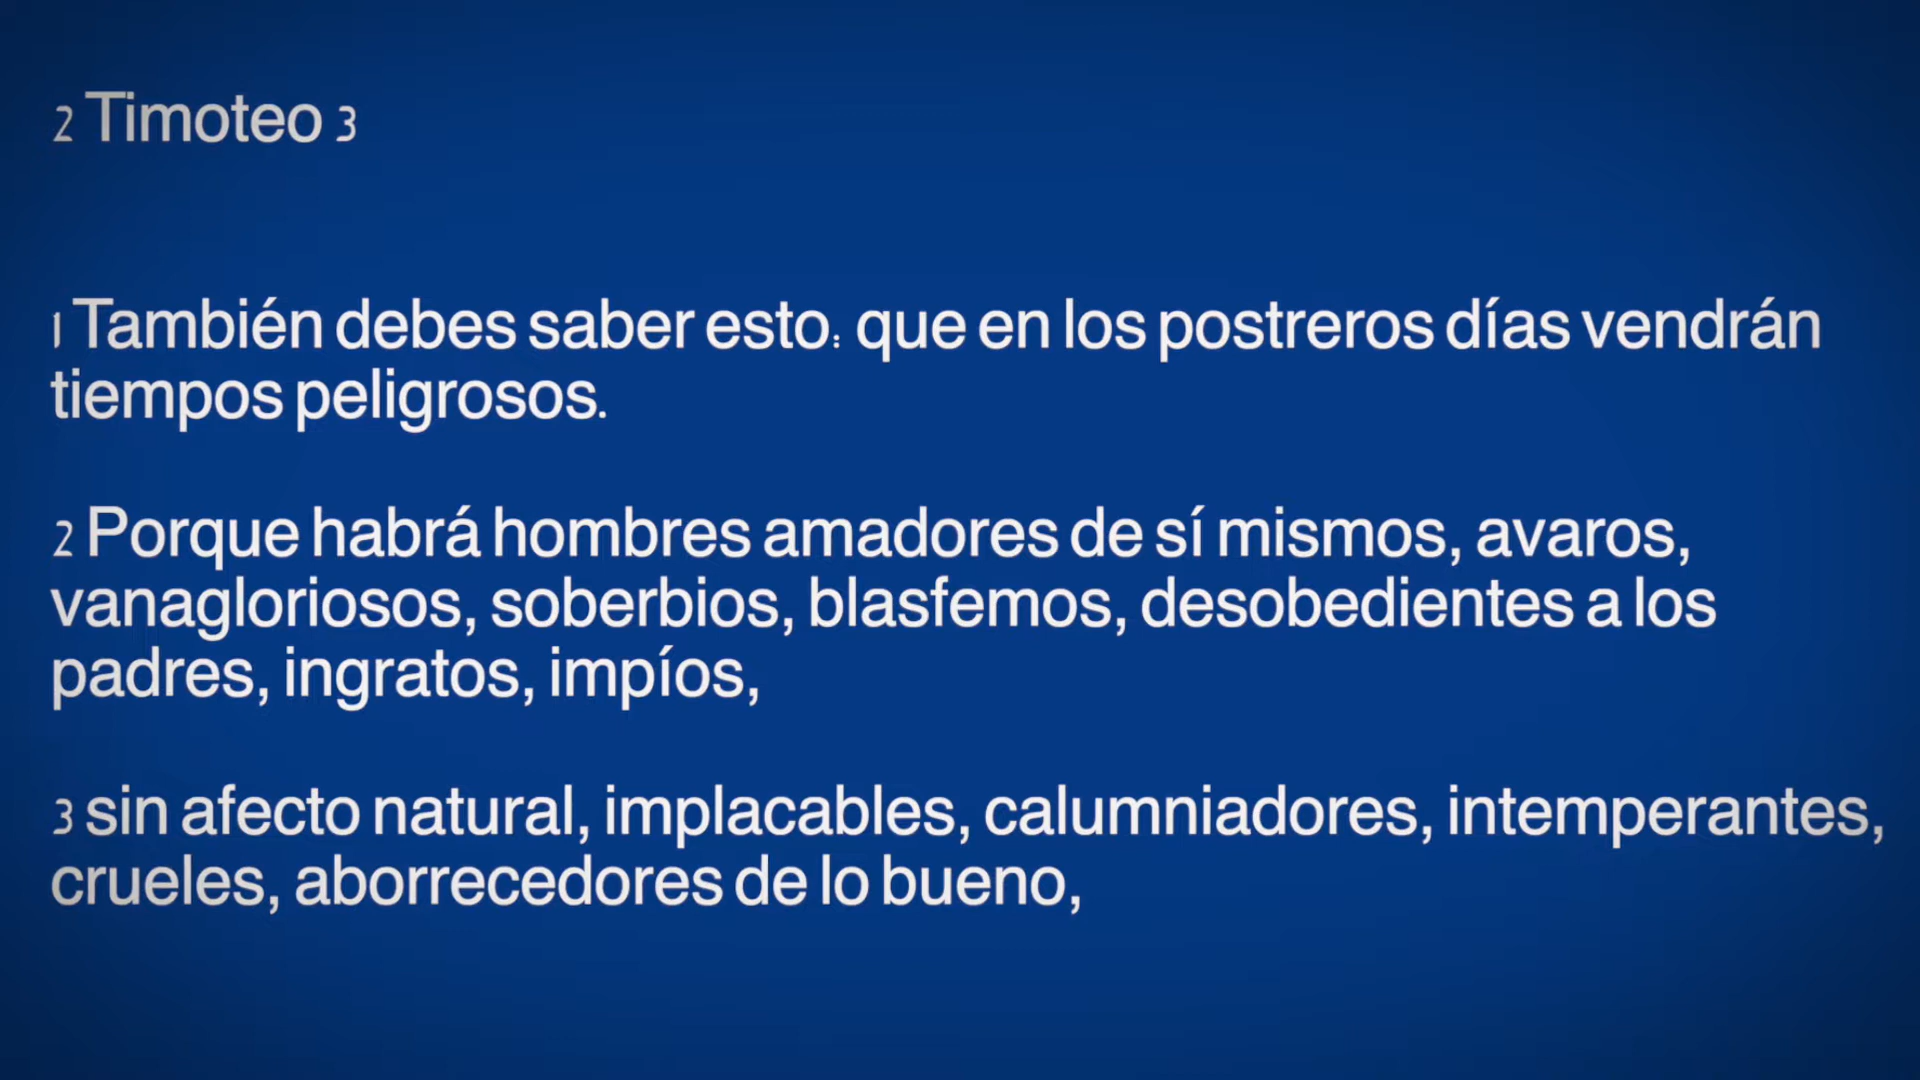 2 Timoteo 3
1 También debes saber esto: que en los postreros días vendrán
tiempos peligrosos.
2 Porque habrá hombres amadores de sí mismos, avaros,
vanagloriosos, soberbios, blasfemos, desobedientes a los
padres, ingratos, impíos,
3 sin afecto natural, implacables, calumniadores, intemperantes,
crueles, aborrecedores de lo bueno,